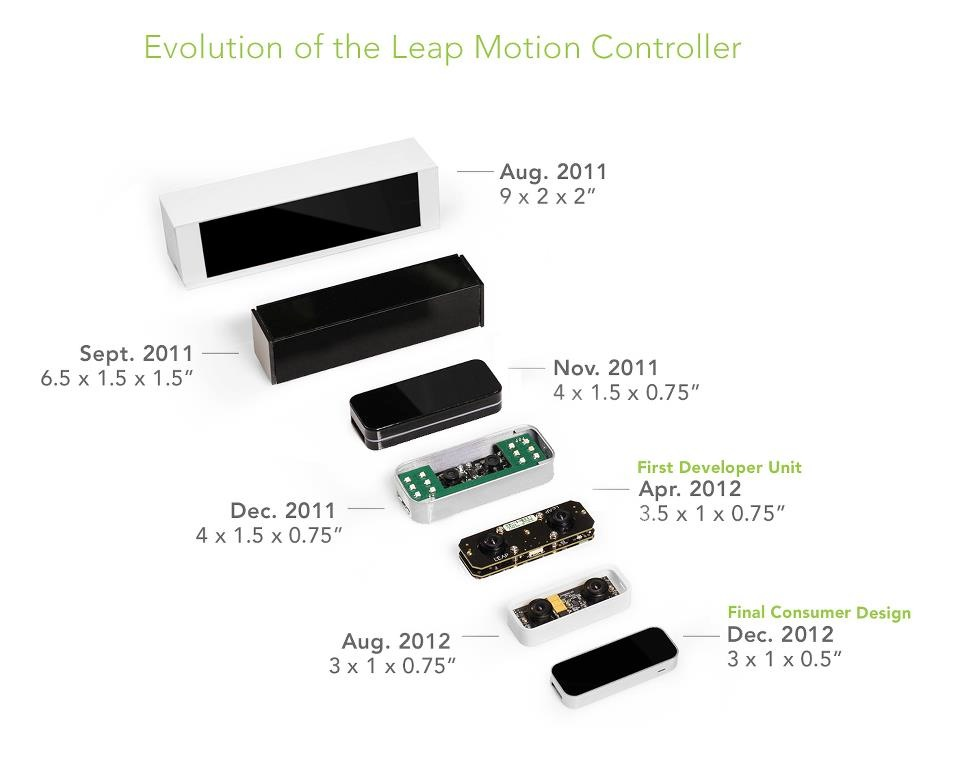 Evolution of the Leap Motion Controller
Aug. 2011
9 x 2 x 2”
Sept. 2011
6.5 x 1.5 x 1.5”
Nov. 2011
4 x 1.5 x 0.75”
Dec. 2011
4 x 1.5 x 0.75”
First Developer Unit
Apr. 2012
3.5 x 1 x 0.75”
LEAP
LEAP
Aug. 2012
3 x 1 x 0.75”
Final Consumer Design
Dec. 2012
3 x 1 x 0.5”